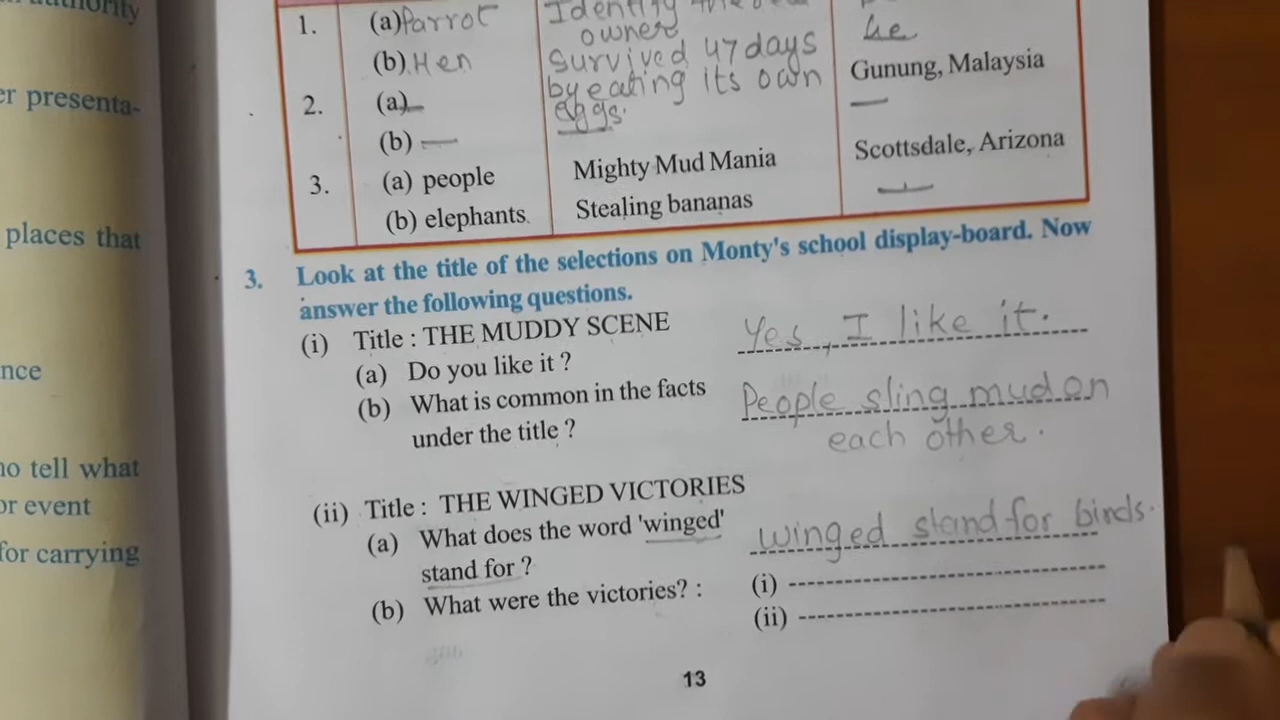 er presenta-
places that
nce
no tell what
or event
for carrying
1. (a) Parrot Identify owner
(b) Hen Survived 47 days by eating its own eggs. Gunung, Malaysia
2. (a) — —
(b) —
3. (a) people Mighty Mud Mania Scottsdale, Arizona
(b) elephants Stealing bananas —
3. Look at the title of the selections on Monty's school display-board. Now
answer the following questions.
(i) Title : THE MUDDY SCENE
(a) Do you like it ? Yes, I like it.
(b) What is common in the facts People sling mud on
under the title ? each other.
(ii) Title : THE WINGED VICTORIES
(a) What does the word 'winged' winged stand for birds.
stand for ?
(b) What were the victories? : (i)
(ii)
13